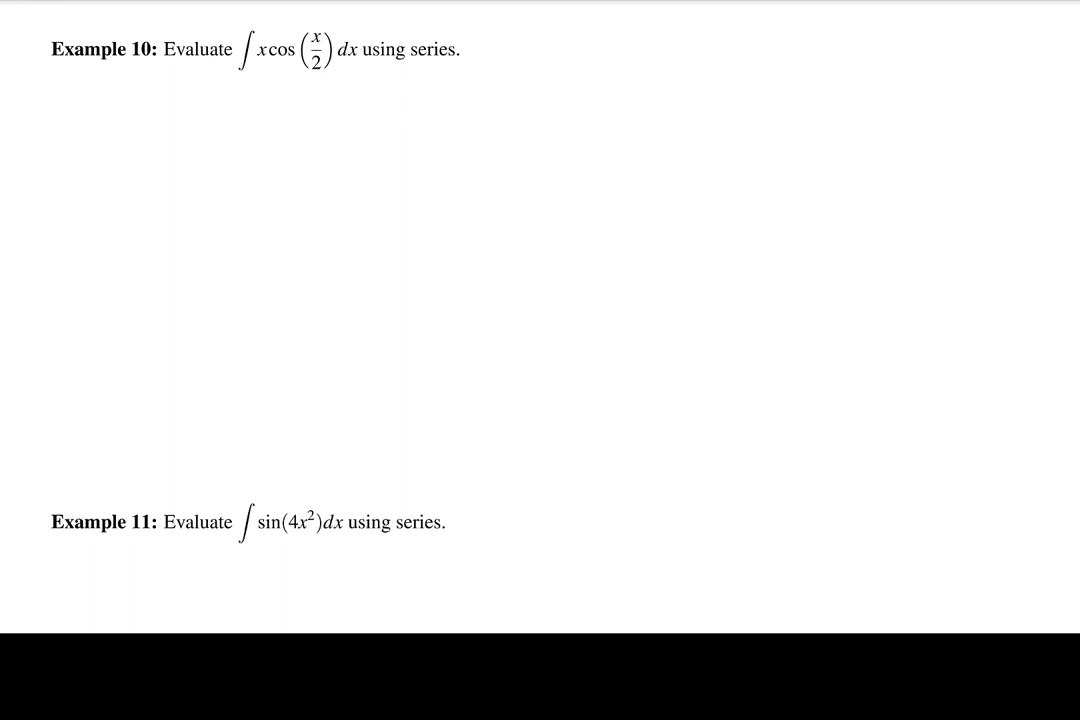 Example 10: Evaluate ∫ x cos (x/2) dx using series.
Example 11: Evaluate ∫ sin(4x²)dx using series.